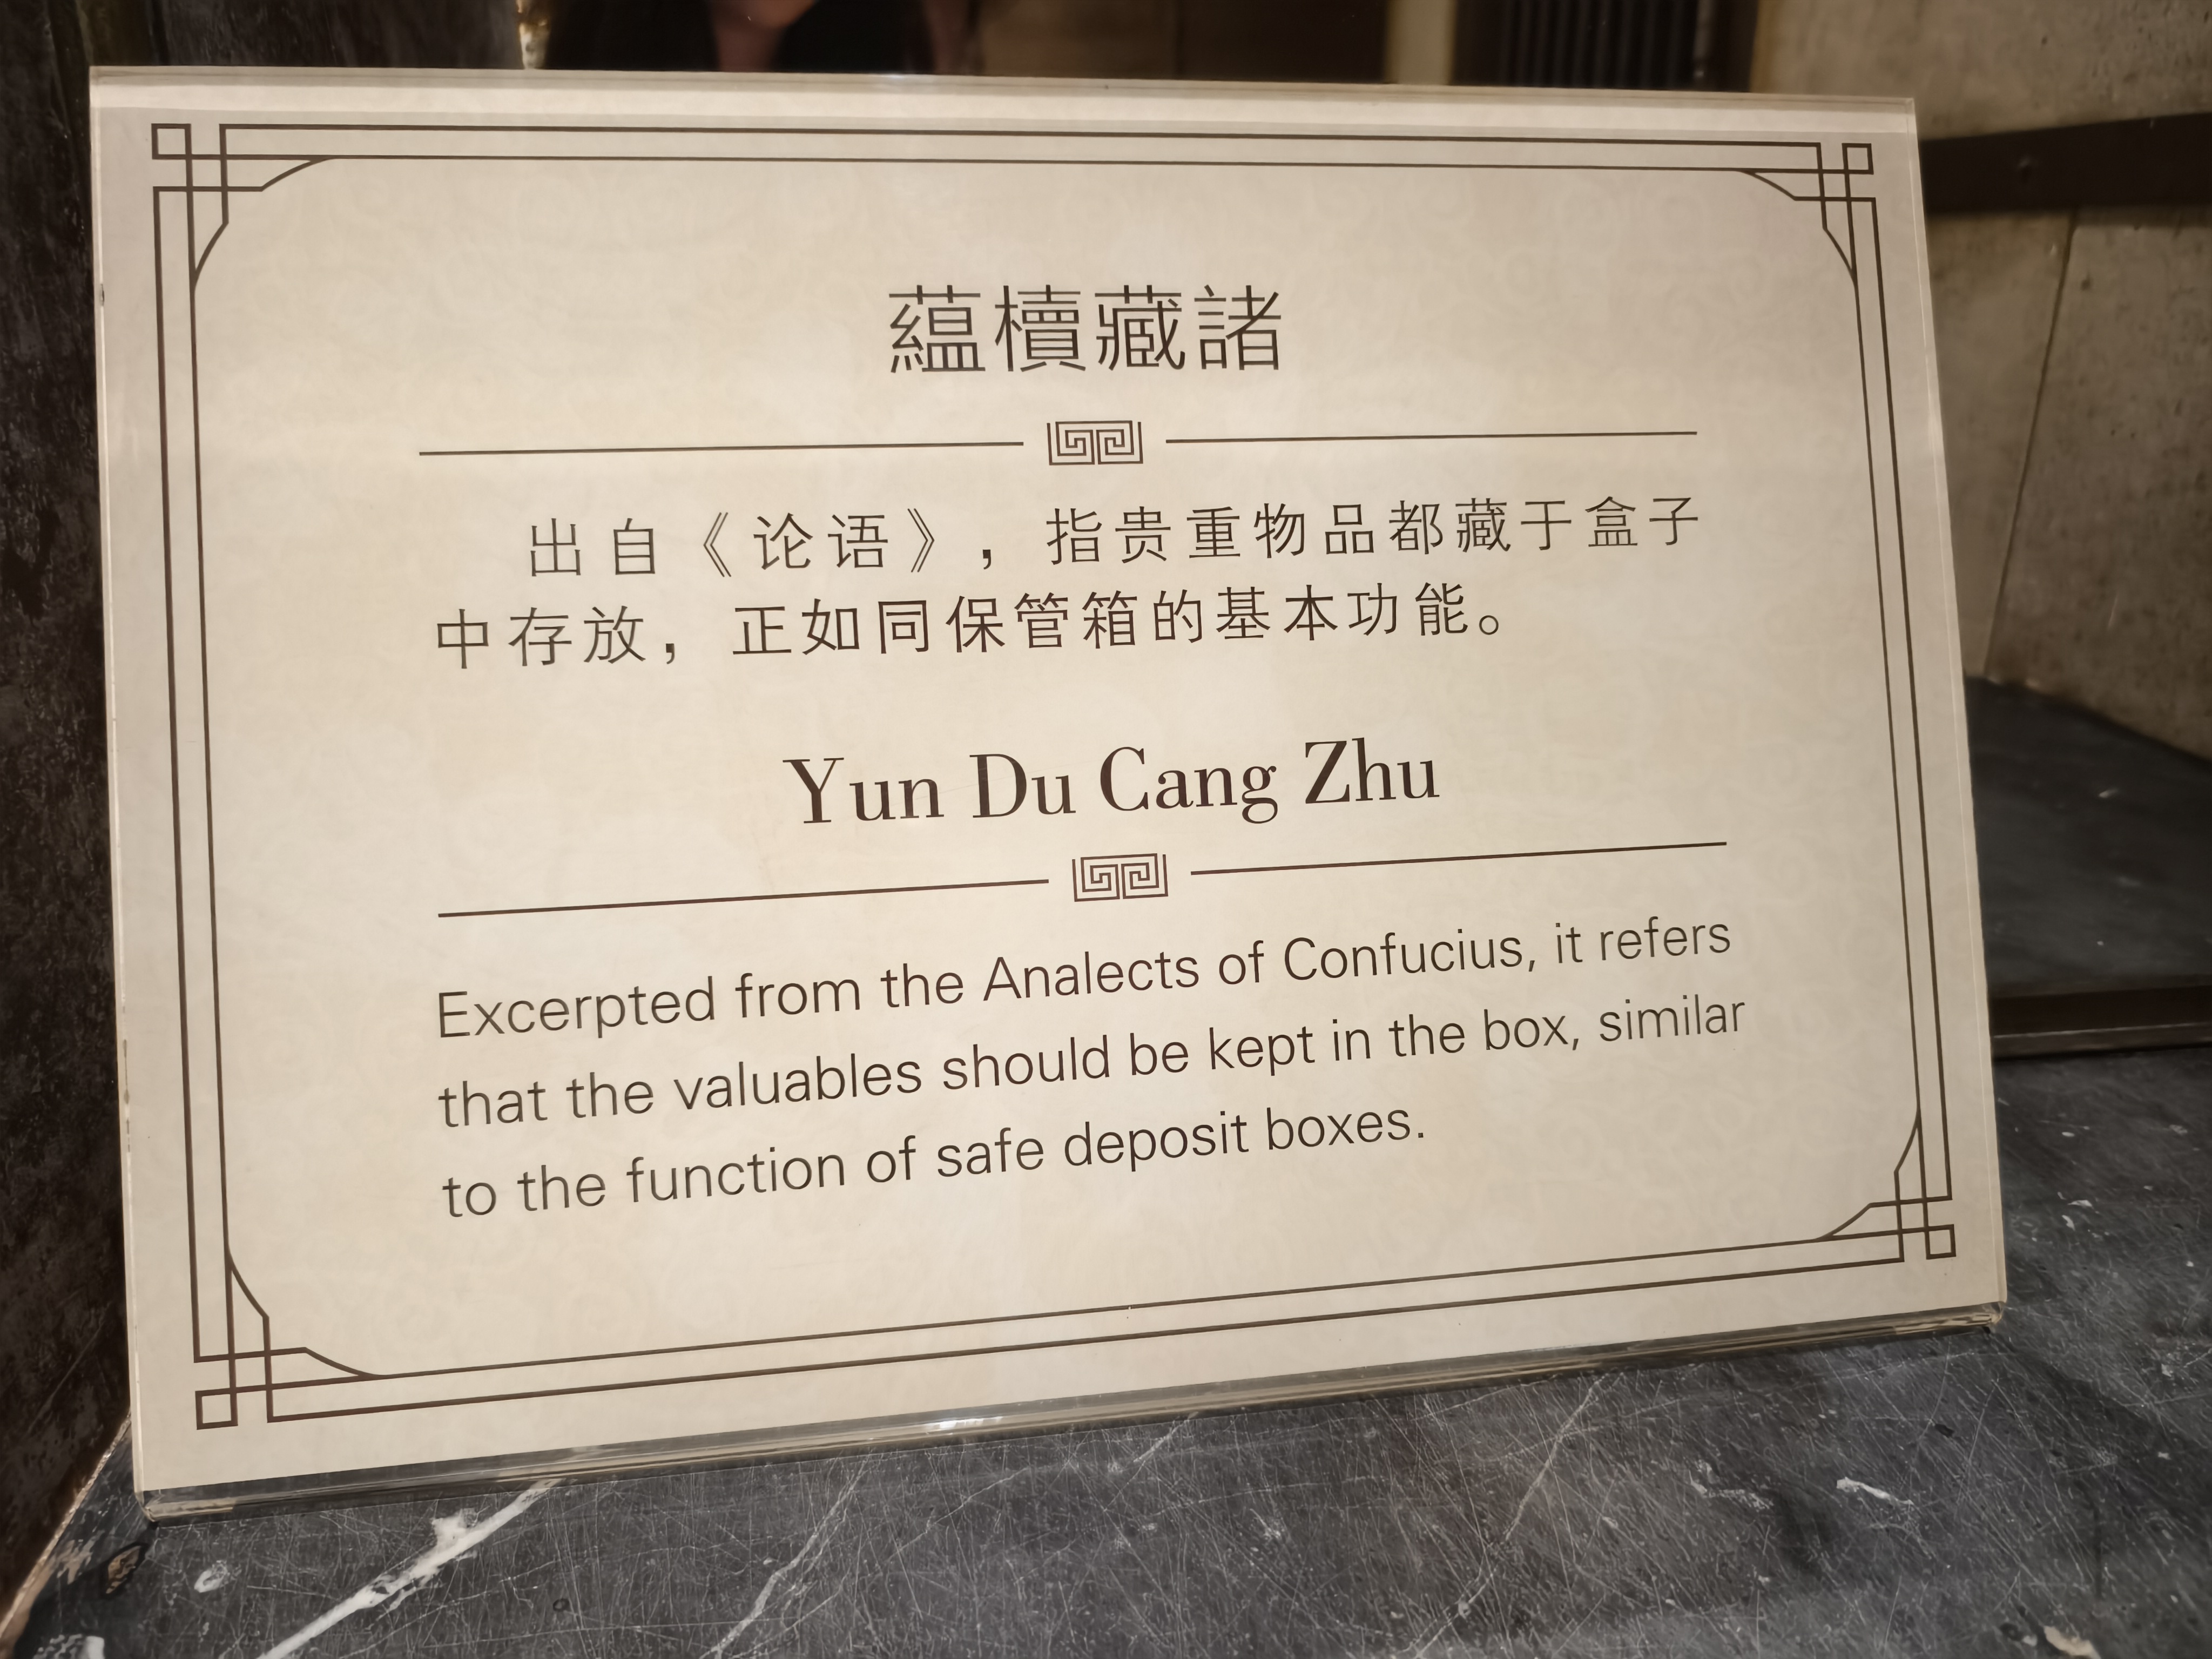 蘊櫝藏諸
出自《论语》，指贵重物品都藏于盒子
中存放，正如同保管箱的基本功能。
Yun Du Cang Zhu
Excerpted from the Analects of Confucius, it refers
that the valuables should be kept in the box, similar
to the function of safe deposit boxes.